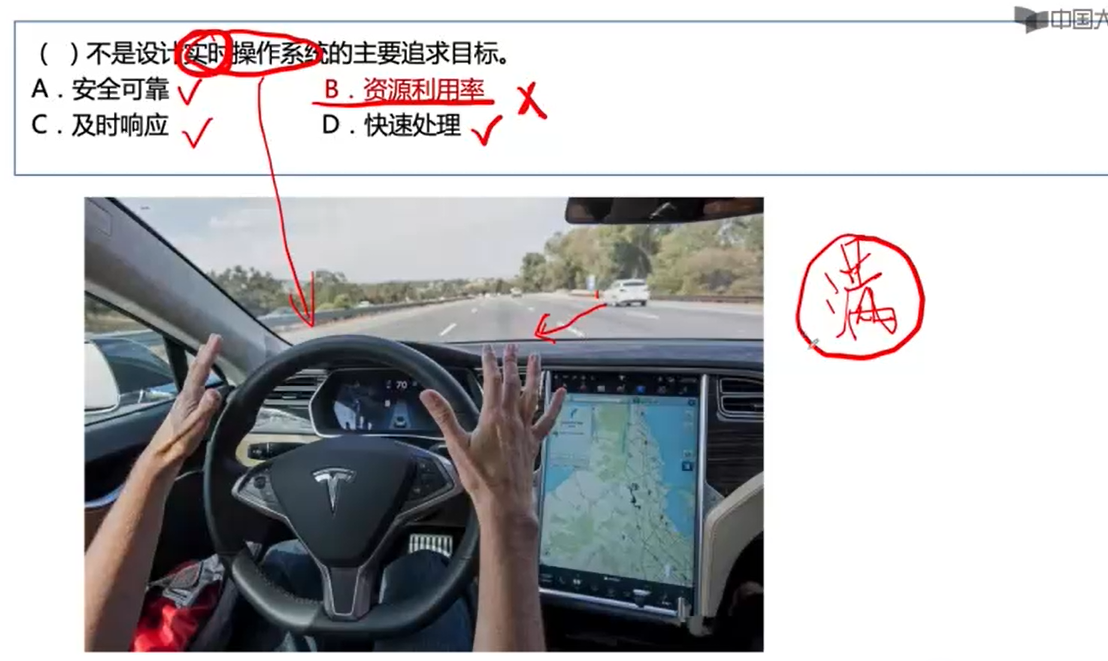 中国大
( ) 不是设计实时操作系统的主要追求目标。
A．安全可靠 B．资源利用率
C．及时响应 D．快速处理
满
70